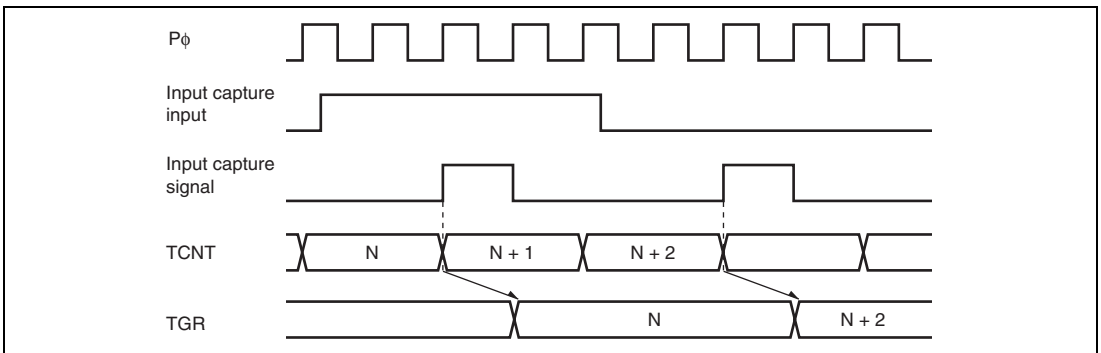 Pϕ
Input capture
input
Input capture
signal
TCNT
N
N + 1
N + 2
TGR
N
N + 2